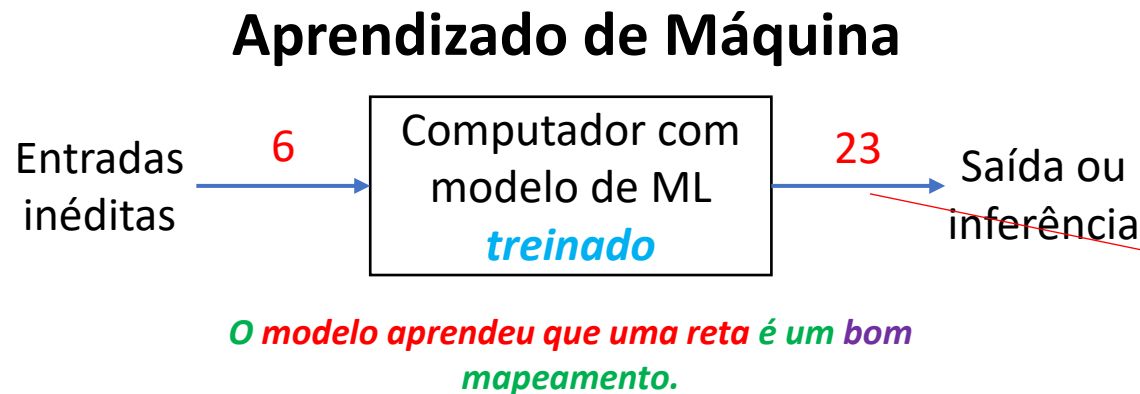 Aprendizado de Máquina
Entradas
inéditas
6
Computador com
modelo de ML
treinado
23
Saída ou
inferência
O modelo aprendeu que uma reta é um bom
mapeamento.